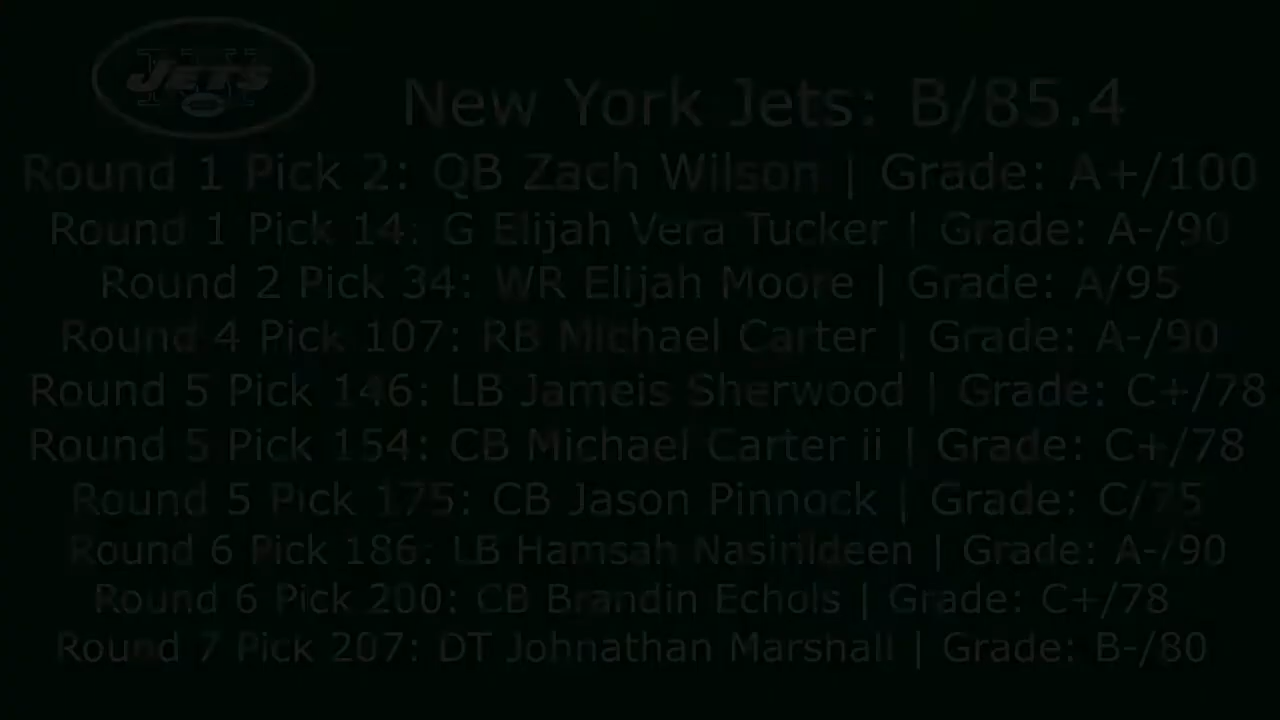 JETS
New York Jets: B/85.4
Round 1 Pick 2: QB Zach Wilson | Grade: A+/100
Round 1 Pick 14: G Elijah Vera Tucker | Grade: A-/90
Round 2 Pick 34: WR Elijah Moore | Grade: A/95
Round 4 Pick 107: RB Michael Carter | Grade: A-/90
Round 5 Pick 146: LB Jameis Sherwood | Grade: C+/78
Round 5 Pick 154: CB Michael Carter ii | Grade: C+/78
Round 5 Pick 175: CB Jason Pinnock | Grade: C/75
Round 6 Pick 186: LB Hamsah Nasirildeen | Grade: A-/90
Round 6 Pick 200: CB Brandin Echols | Grade: C+/78
Round 7 Pick 207: DT Johnathan Marshall | Grade: B-/80